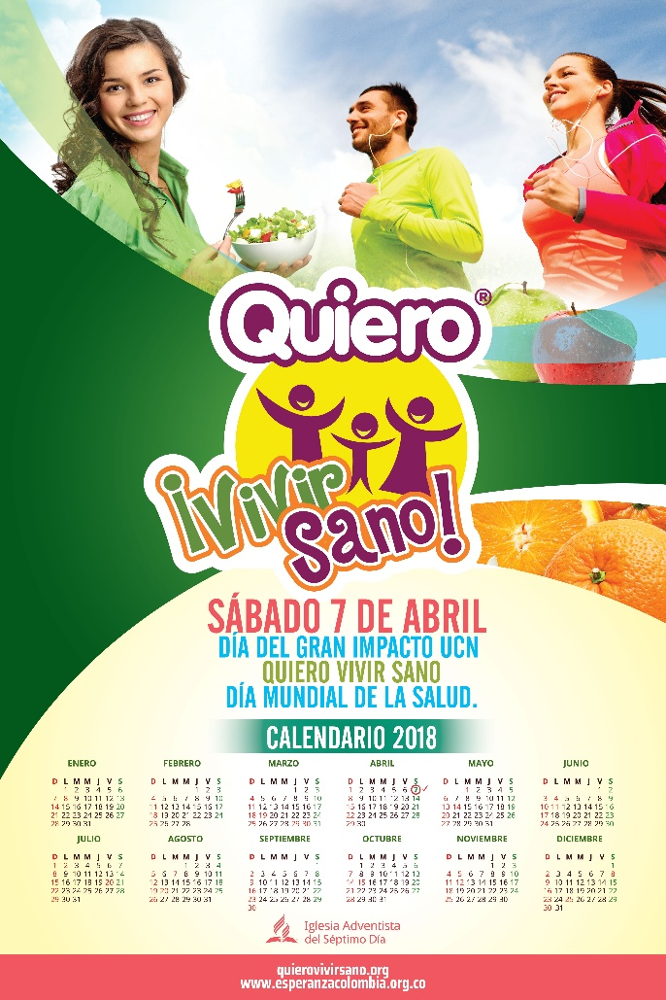 Quiero®
¡Vivir
Sano!
SÁBADO 7 DE ABRIL
DÍA DEL GRAN IMPACTO UCN
QUIERO VIVIR SANO
DÍA MUNDIAL DE LA SALUD.
CALENDARIO 2018
ENERO
D L M M J V S
1 2 3 4 5 6
7 8 9 10 11 12 13
14 15 16 17 18 19 20
21 22 23 24 25 26 27
28 29 30 31
FEBRERO
D L M M J V S
1 2 3
4 5 6 7 8 9 10
11 12 13 14 15 16 17
18 19 20 21 22 23 24
25 26 27 28
MARZO
D L M M J V S
1 2 3
4 5 6 7 8 9 10
11 12 13 14 15 16 17
18 19 20 21 22 23 24
25 26 27 28 29 30 31
ABRIL
D L M M J V S
1 2 3 4 5 6 7
8 9 10 11 12 13 14
15 16 17 18 19 20 21
22 23 24 25 26 27 28
29 30
MAYO
D L M M J V S
1 2 3 4 5
6 7 8 9 10 11 12
13 14 15 16 17 18 19
20 21 22 23 24 25 26
27 28 29 30 31
JUNIO
D L M M J V S
1 2
3 4 5 6 7 8 9
10 11 12 13 14 15 16
17 18 19 20 21 22 23
24 25 26 27 28 29 30
JULIO
D L M M J V S
1 2 3 4 5 6 7
8 9 10 11 12 13 14
15 16 17 18 19 20 21
22 23 24 25 26 27 28
29 30 31
AGOSTO
D L M M J V S
1 2 3 4
5 6 7 8 9 10 11
12 13 14 15 16 17 18
19 20 21 22 23 24 25
26 27 28 29 30 31
SEPTIEMBRE
D L M M J V S
1
2 3 4 5 6 7 8
9 10 11 12 13 14 15
16 17 18 19 20 21 22
23 24 25 26 27 28 29
30
OCTUBRE
D L M M J V S
1 2 3 4 5 6
7 8 9 10 11 12 13
14 15 16 17 18 19 20
21 22 23 24 25 26 27
28 29 30 31
NOVIEMBRE
D L M M J V S
1 2 3
4 5 6 7 8 9 10
11 12 13 14 15 16 17
18 19 20 21 22 23 24
25 26 27 28 29 30
DICIEMBRE
D L M M J V S
1
2 3 4 5 6 7 8
9 10 11 12 13 14 15
16 17 18 19 20 21 22
23 24 25 26 27 28 29
30 31
Iglesia Adventista
del Séptimo Día
quierovivirsano.org
www.esperanzacolombia.org.co